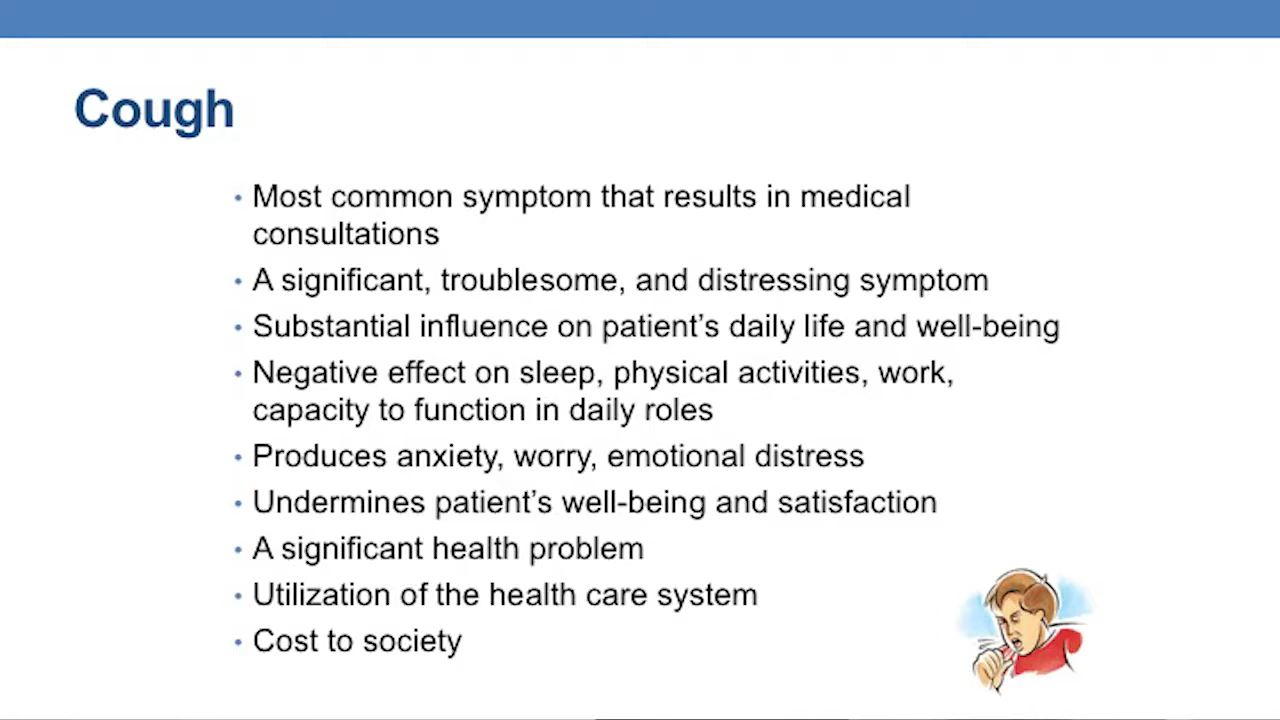 Cough
• Most common symptom that results in medical
consultations
• A significant, troublesome, and distressing symptom
• Substantial influence on patient’s daily life and well-being
• Negative effect on sleep, physical activities, work,
capacity to function in daily roles
• Produces anxiety, worry, emotional distress
• Undermines patient’s well-being and satisfaction
• A significant health problem
• Utilization of the health care system
• Cost to society